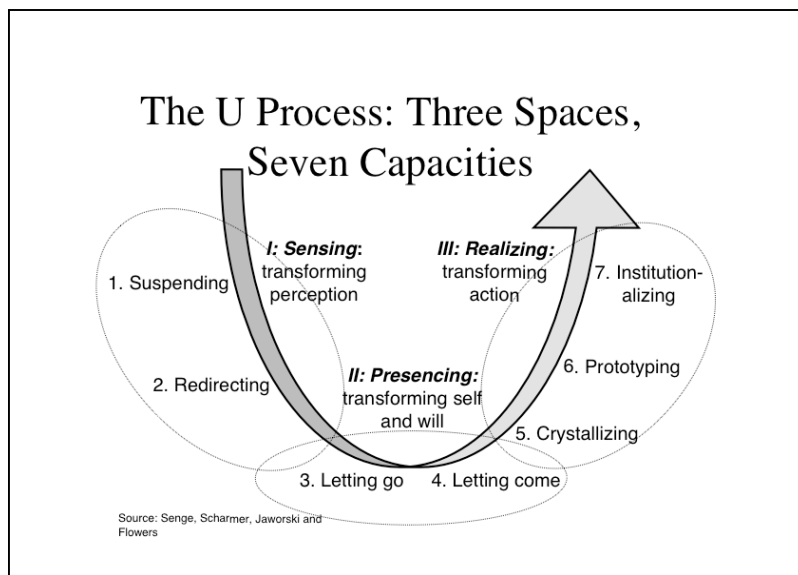 The U Process: Three Spaces,
Seven Capacities
I: Sensing:
transforming
perception
III: Realizing:
transforming
action
1. Suspending
7. Institution-
alizing
2. Redirecting
II: Presencing:
transforming self
and will
6. Prototyping
5. Crystallizing
3. Letting go
4. Letting come
Source: Senge, Scharmer, Jaworski and
Flowers